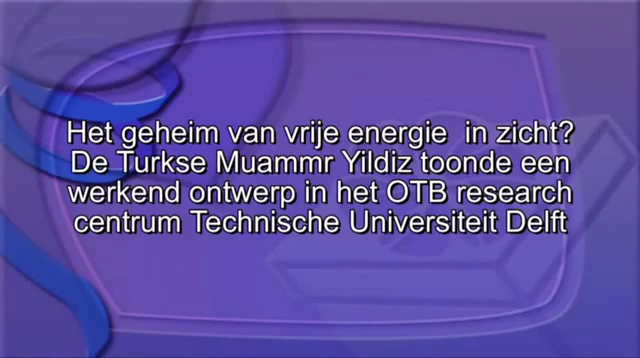 Het geheim van vrije energie  in zicht?
De Turkse Muammr Yildiz toonde een
werkend ontwerp in het OTB research
centrum Technische Universiteit Delft